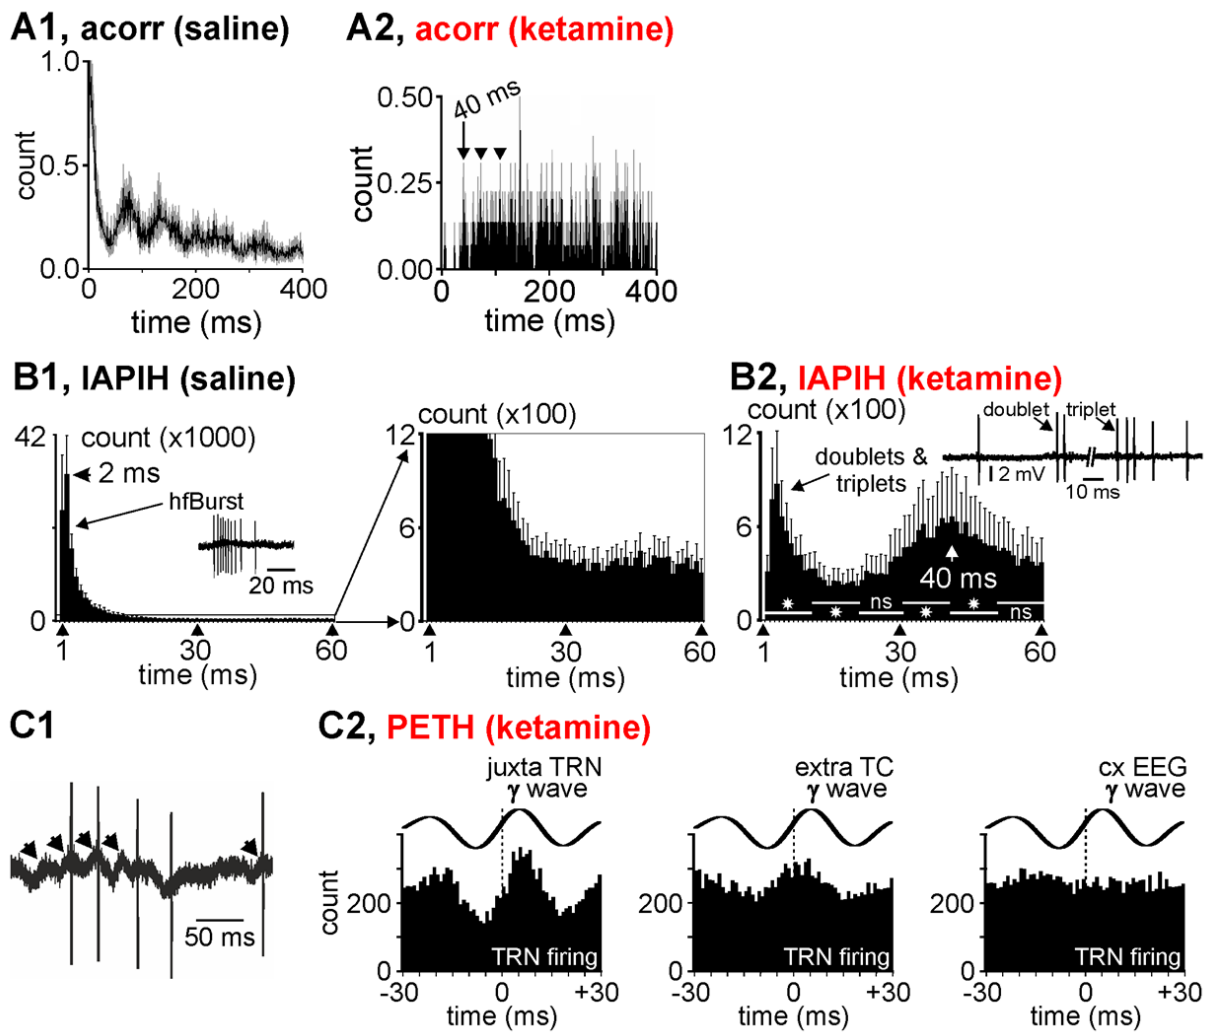 A1, acorr (saline)
A2, acorr (ketamine)
1.0
0.5
0.0
count
0
200
400
time (ms)
0.50
0.25
0.00
count
40 ms
0
200
400
time (ms)
B1, IAPIH (saline)
B2, IAPIH (ketamine)
42
count (x1000)
2 ms
hfBurst
20 ms
0
1
30
60
time (ms)
count (x100)
12
6
0
1
30
60
time (ms)
count (x100)
12
6
0
doublets &
triplets
doublet
triplet
2 mV
10 ms
40 ms
ns
ns
1
30
60
time (ms)
C1
50 ms
C2, PETH (ketamine)
juxta TRN
γ wave
count
200
0
TRN firing
-30
0
+30
time (ms)
extra TC
γ wave
200
0
TRN firing
-30
0
+30
time (ms)
cx EEG
γ wave
200
0
TRN firing
-30
0
+30
time (ms)